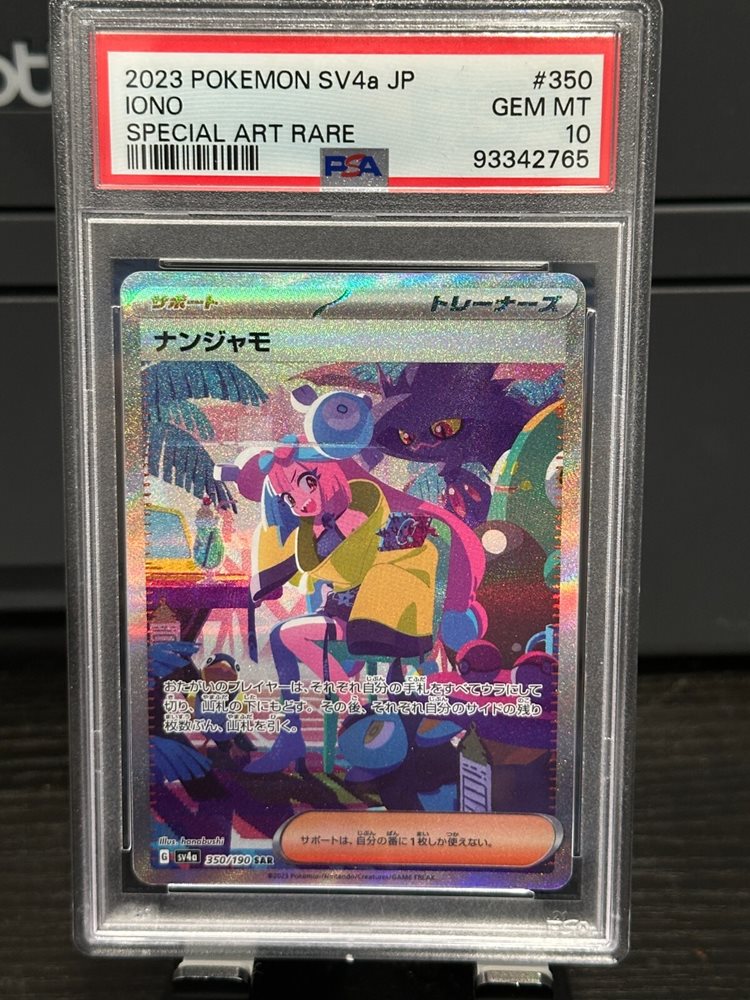 2023 POKEMON SV4a JP #350
IONO GEM MT
SPECIAL ART RARE 10
PSA 93342765
サポート トレーナーズ
ナンジャモ
おたがいのプレイヤーは、それぞれ自分の手札をすべてウラにして
切り、山札の下にもどす。その後、それぞれ自分のサイドの残り
枚数ぶん、山札を引く。
サポートは、自分の番に1枚しか使えない。
illus. hanabushi
G sv4a 350/190 SAR
©2023 Pokémon/Nintendo/Creatures/GAME FREAK.